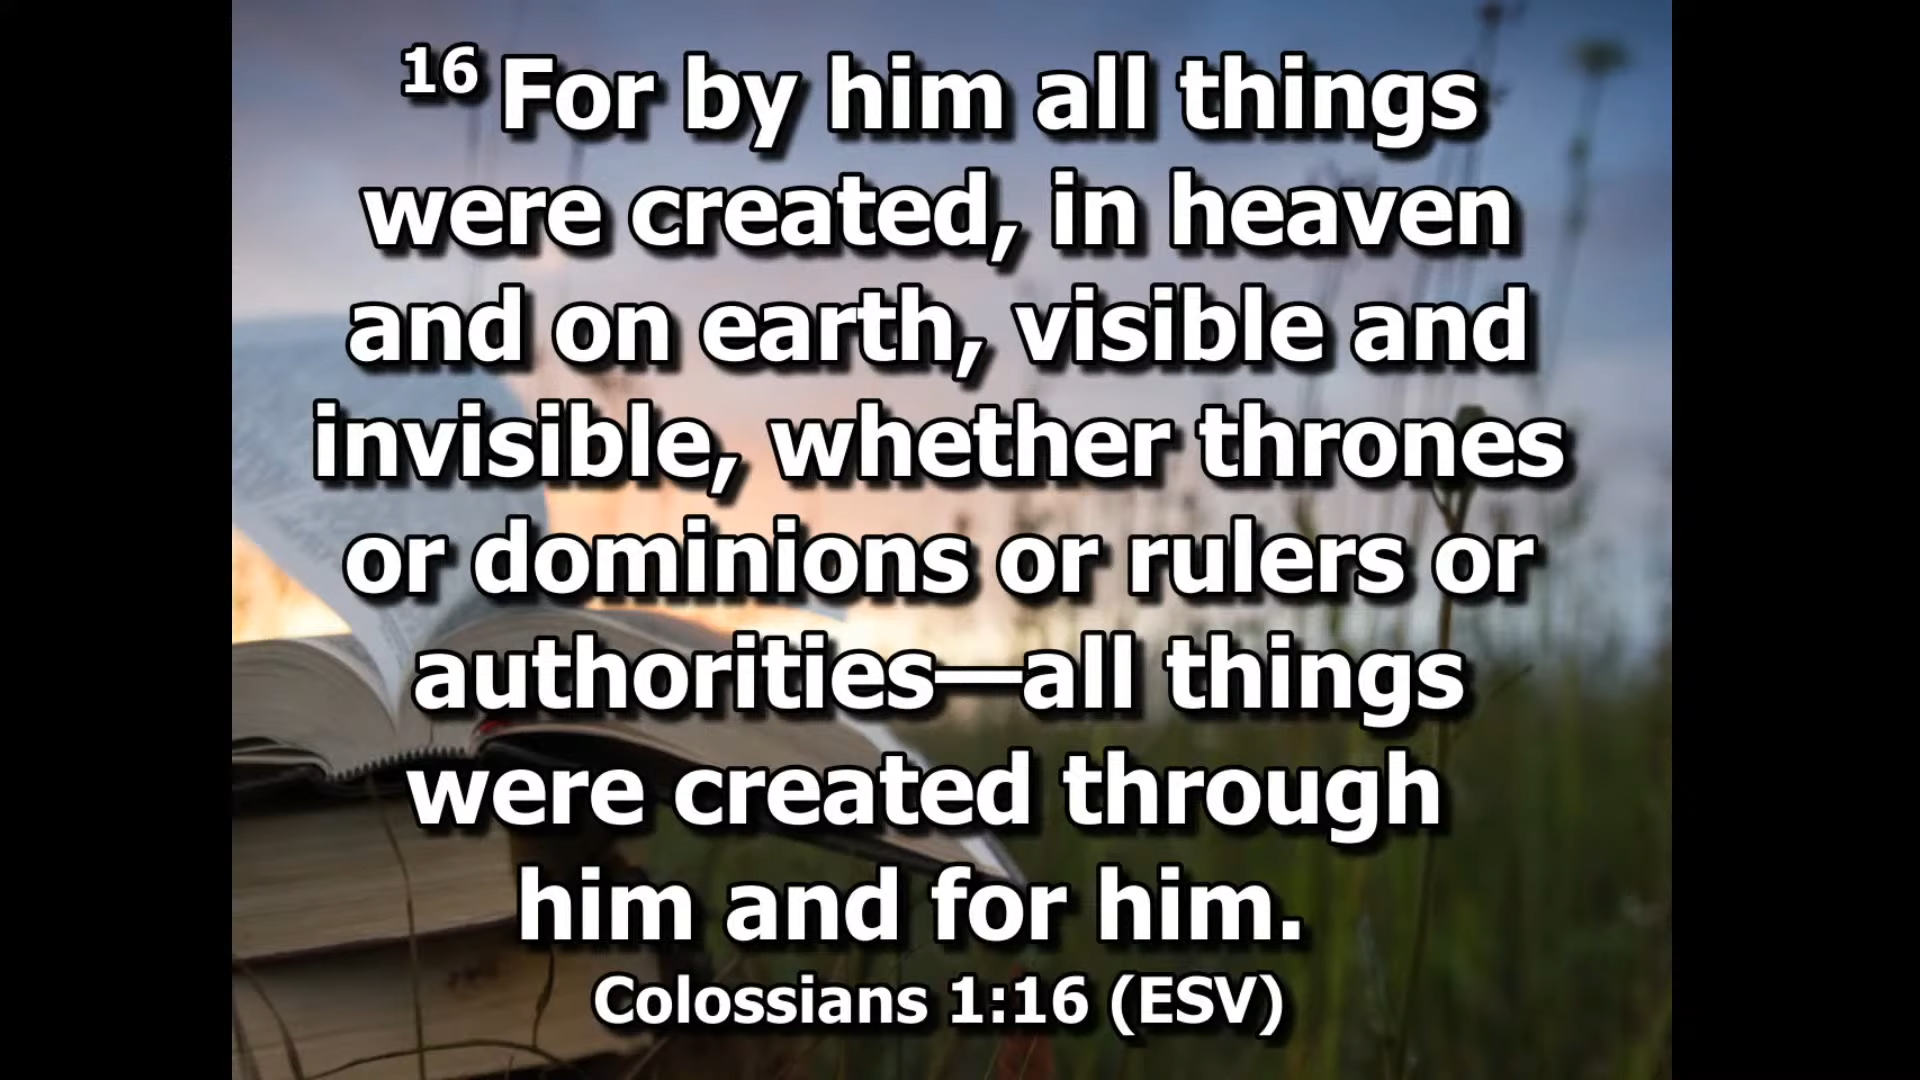 16 For by him all things
were created, in heaven
and on earth, visible and
invisible, whether thrones
or dominions or rulers or
authorities—all things
were created through
him and for him.
Colossians 1:16 (ESV)